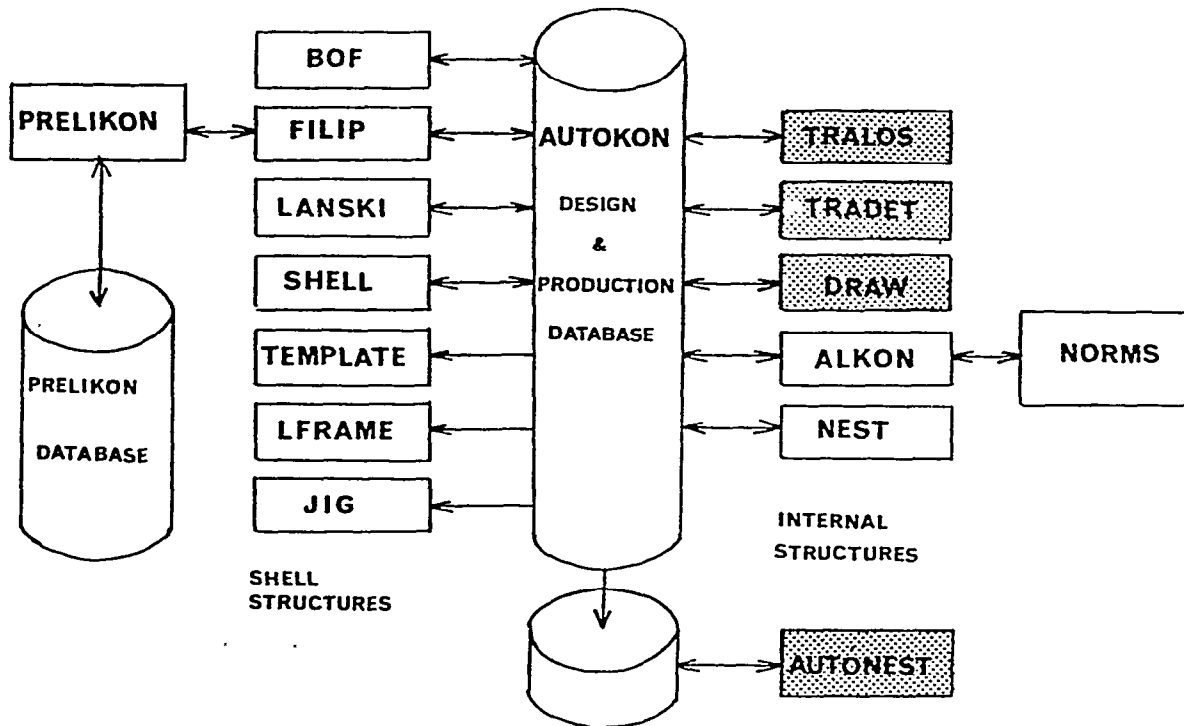 PRELIKON
PRELIKON
DATABASE
BOF
FILIP
LANSKI
SHELL
TEMPLATE
LFRAME
JIG
SHELL
STRUCTURES
AUTOKON
DESIGN
&
PRODUCTION
DATABASE
TRALOS
TRADET
DRAW
ALKON
NEST
NORMS
INTERNAL
STRUCTURES
AUTONEST